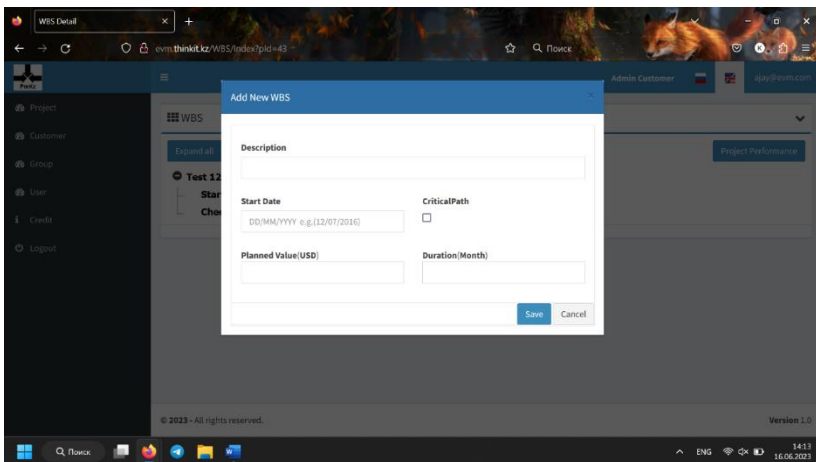 WBS Detail
evm.thinkit.kz/WBS/Index?pId=43
Поиск
Admin Customer
ajay@evm.com
Project
Customer
Group
User
Credit
Logout
WBS
Expand all
Project Performance
Test 12
Star
Che
Add New WBS
Description
Start Date
CriticalPath
DD/MM/YYYY e.g.(12/07/2016)
Planned Value(USD)
Duration(Month)
Save
Cancel
© 2023 - All rights reserved.
Version 1.0
Поиск
ENG
14:13
16.06.2023